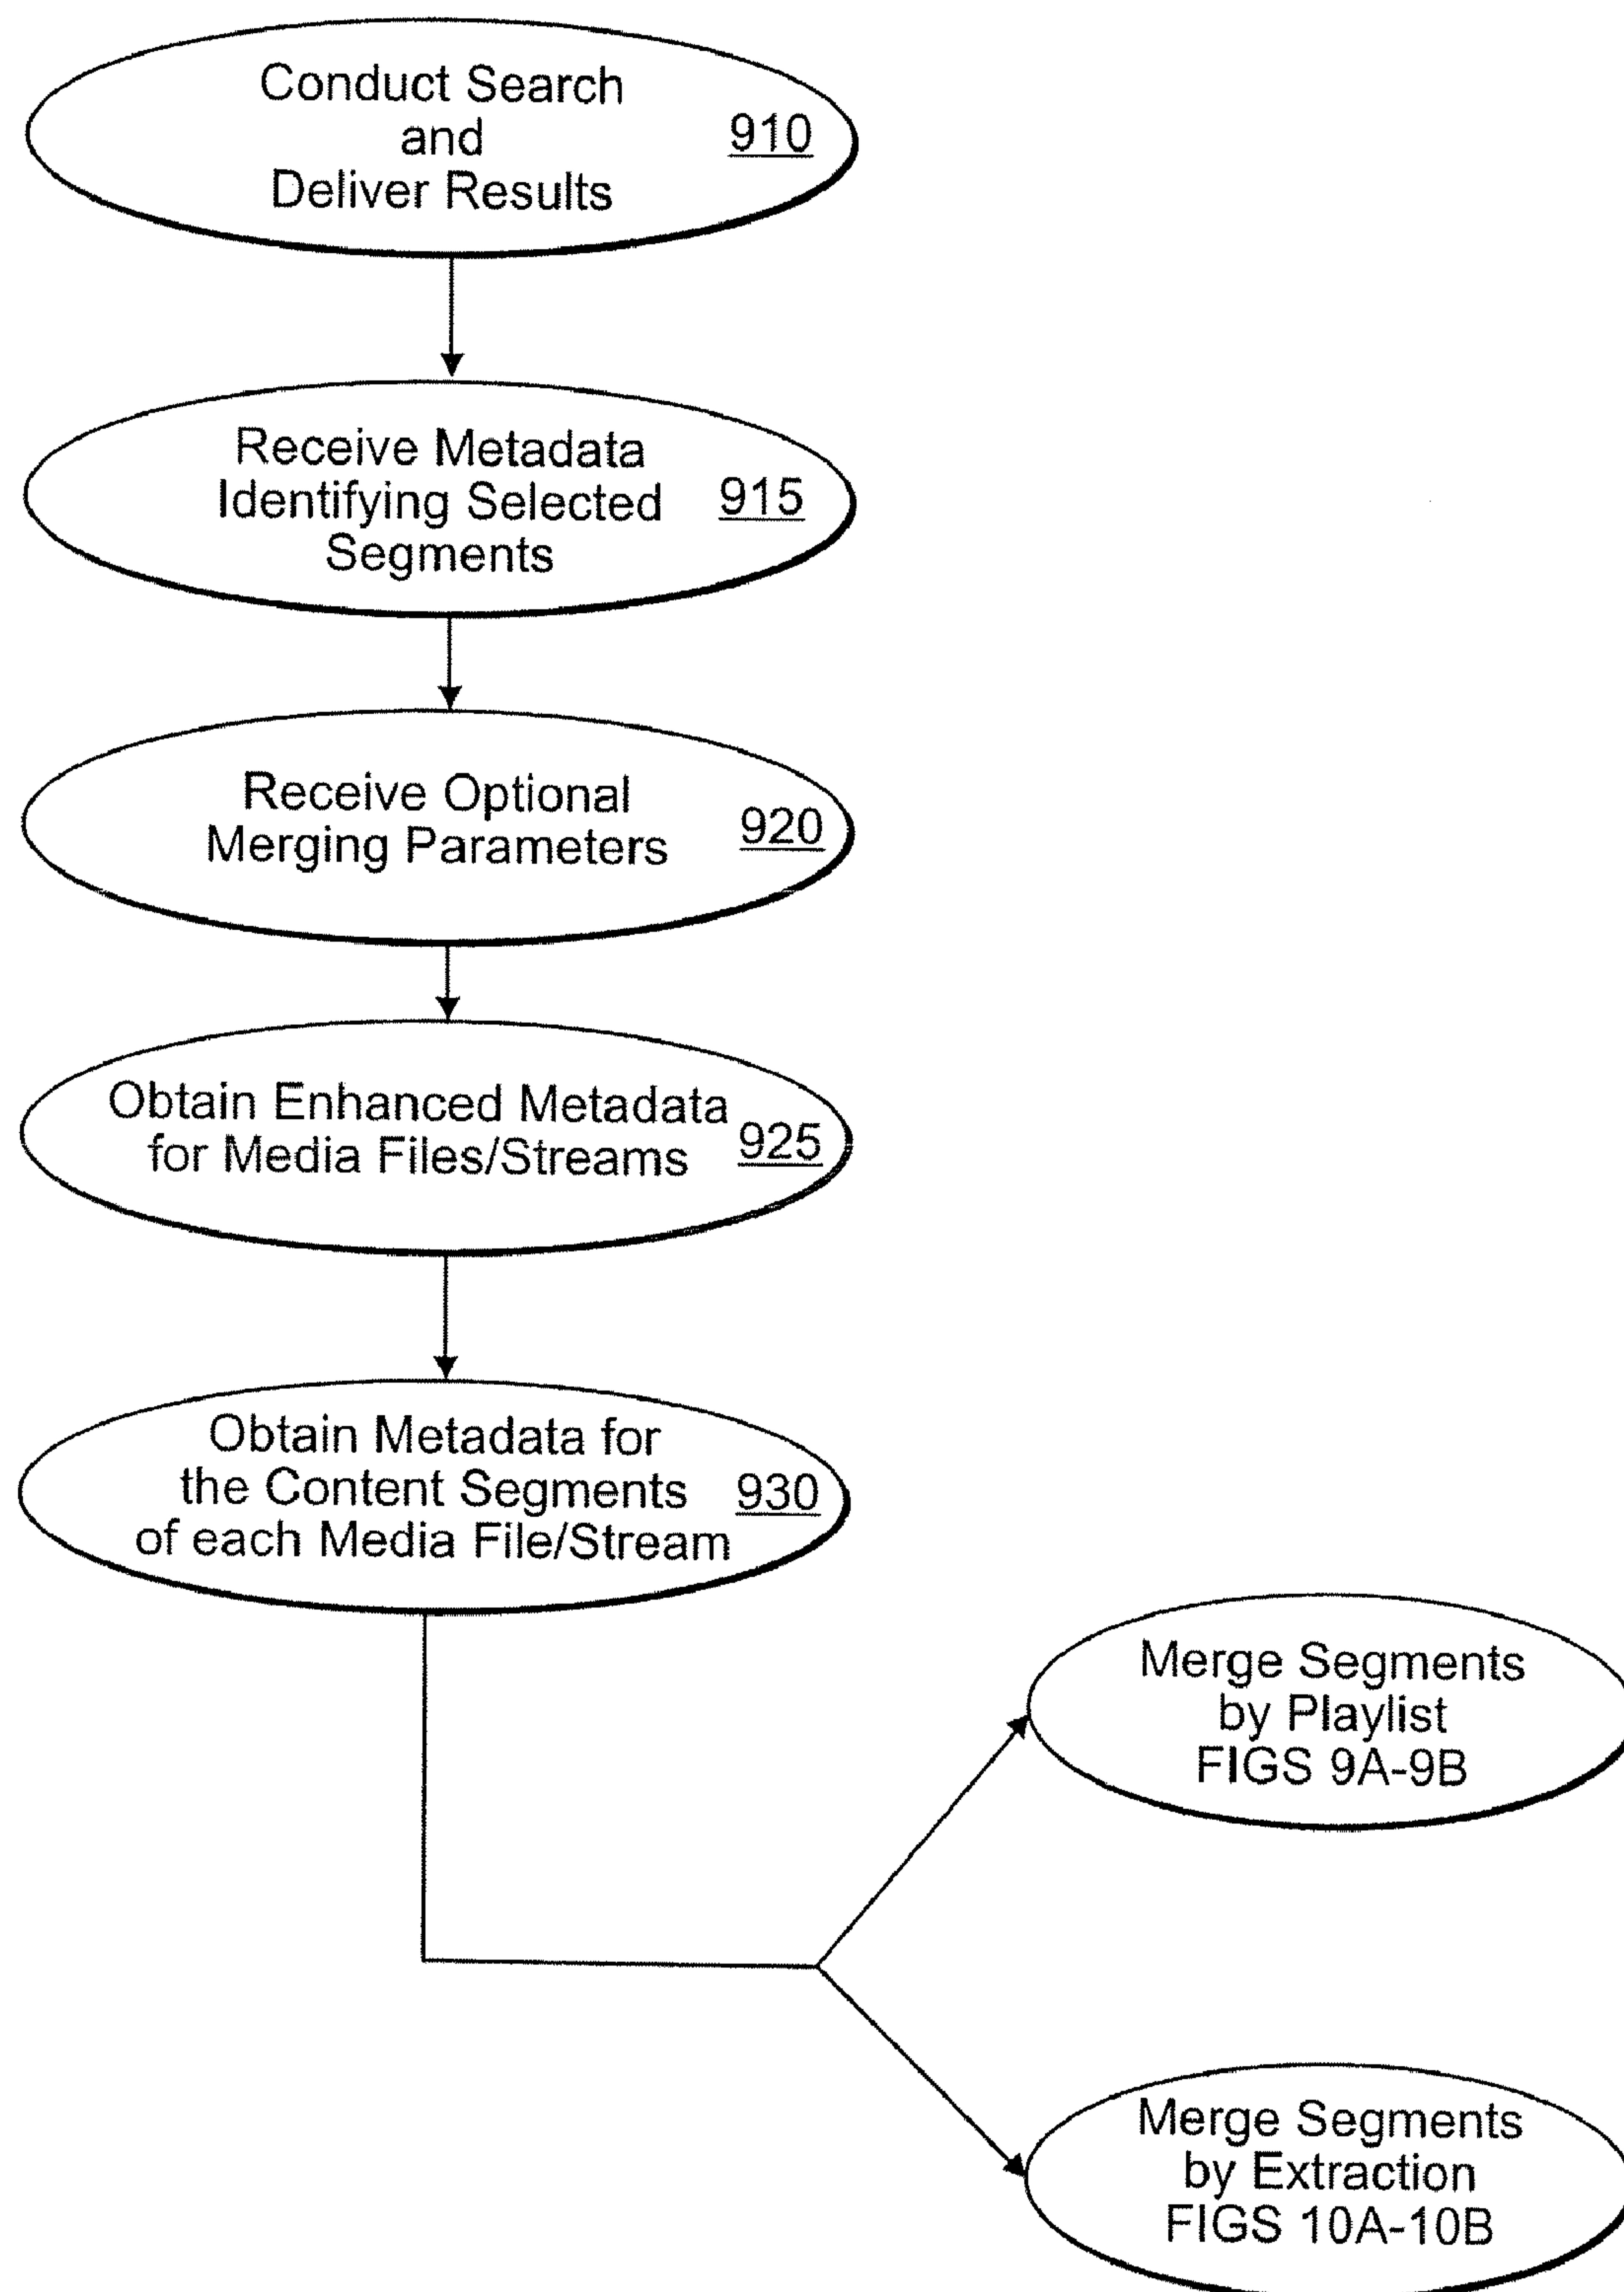 Conduct Search
and
Deliver Results
910
Receive Metadata
Identifying Selected
Segments
915
Receive Optional
Merging Parameters
920
Obtain Enhanced Metadata
for Media Files/Streams
925
Obtain Metadata for
the Content Segments
of each Media File/Stream
930
Merge Segments
by Playlist
FIGS 9A-9B
Merge Segments
by Extraction
FIGS 10A-10B